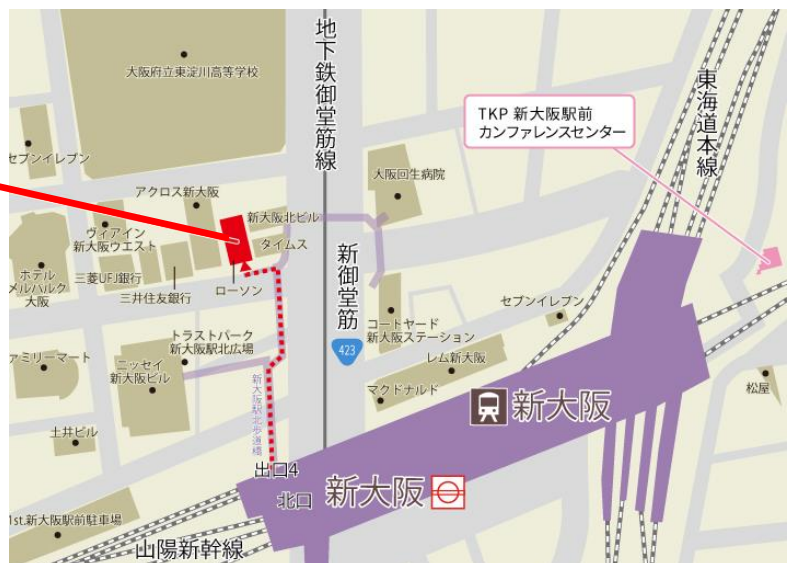 大阪府立東淀川高等学校
地下鉄御堂筋線
東海道本線
TKP 新大阪駅前
カンファレンスセンター
セブンイレブン
アクロス新大阪
大阪回生病院
新大阪北ビル
ヴィアイン
新大阪ウエスト
タイムス
新御堂筋
ホテル
メルパルク
大阪
三菱UFJ銀行
三井住友銀行
ローソン
セブンイレブン
コートヤード
新大阪ステーション
トラストパーク
新大阪駅北広場
423
レム新大阪
ァミリーマート
ニッセイ
新大阪ビル
新大阪駅北歩道橋
マクドナルド
新大阪
松屋
土井ビル
出口4
北口
新大阪
1st.新大阪駅前駐車場
山陽新幹線